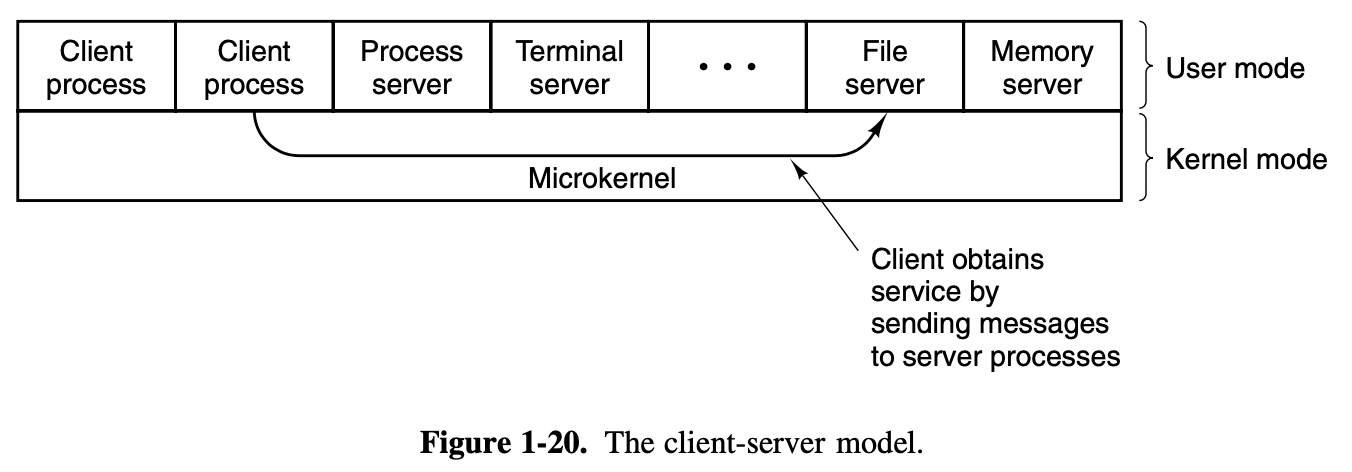 Client process
Client process
Process server
Terminal server
• • •
File server
Memory server
User mode
Microkernel
Kernel mode
Client obtains
service by
sending messages
to server processes
Figure 1-20. The client-server model.